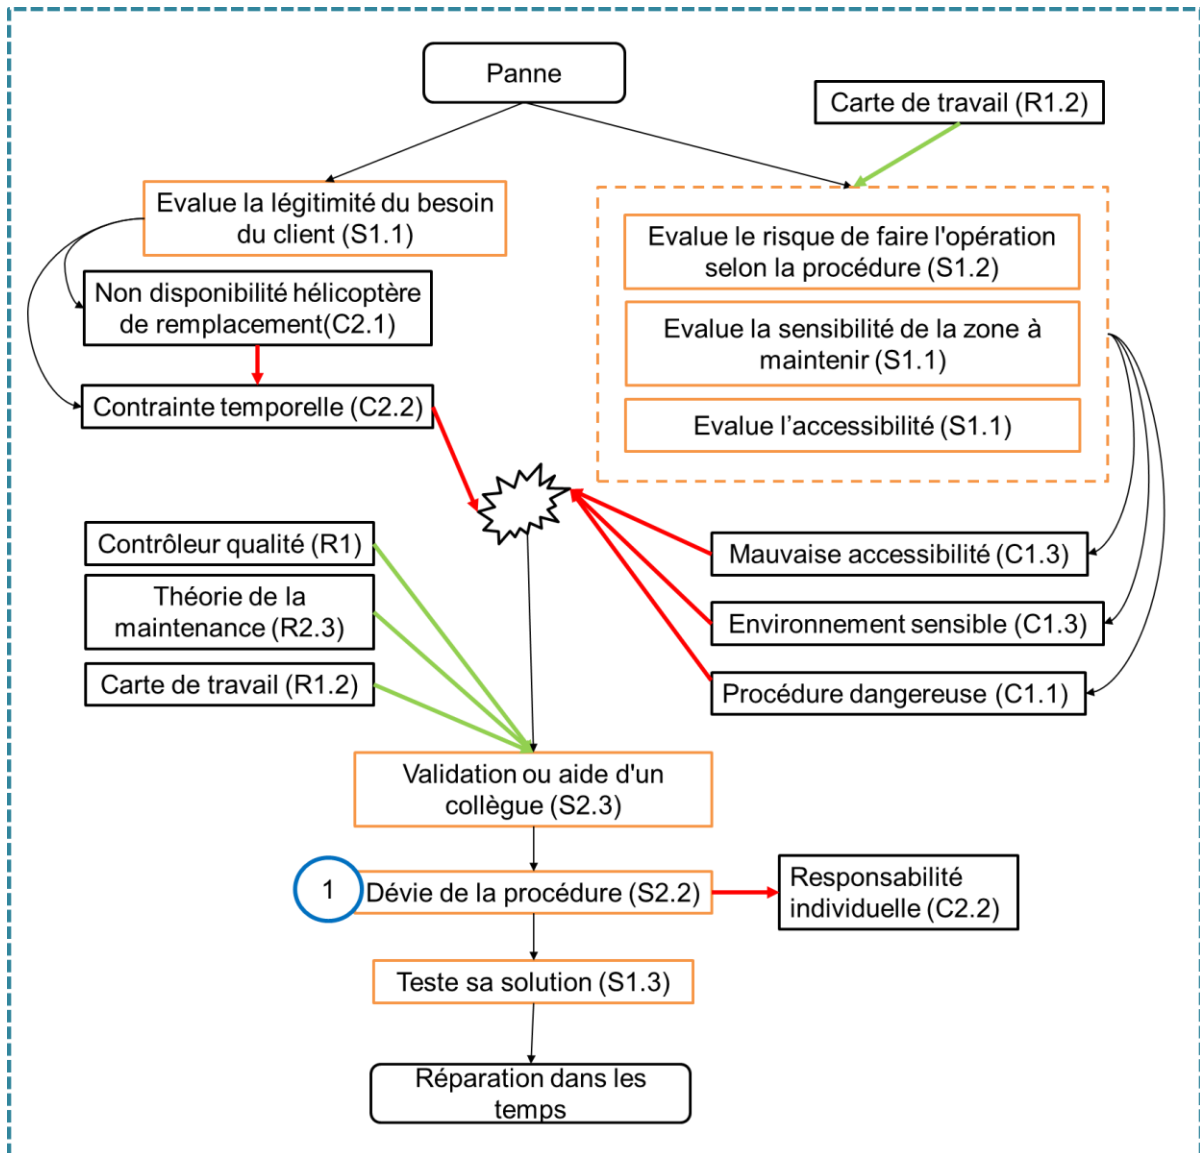 Panne
Carte de travail (R1.2)
Evalue la légitimité du besoin
du client (S1.1)
Evalue le risque de faire l'opération
selon la procédure (S1.2)
Non disponibilité hélicoptère
de remplacement(C2.1)
Evalue la sensibilité de la zone à
maintenir (S1.1)
Contrainte temporelle (C2.2)
Evalue l’accessibilité (S1.1)
Contrôleur qualité (R1)
Mauvaise accessibilité (C1.3)
Théorie de la
maintenance (R2.3)
Environnement sensible (C1.3)
Carte de travail (R1.2)
Procédure dangereuse (C1.1)
Validation ou aide d'un
collègue (S2.3)
1
Dévie de la procédure (S2.2)
Responsabilité
individuelle (C2.2)
Teste sa solution (S1.3)
Réparation dans les
temps